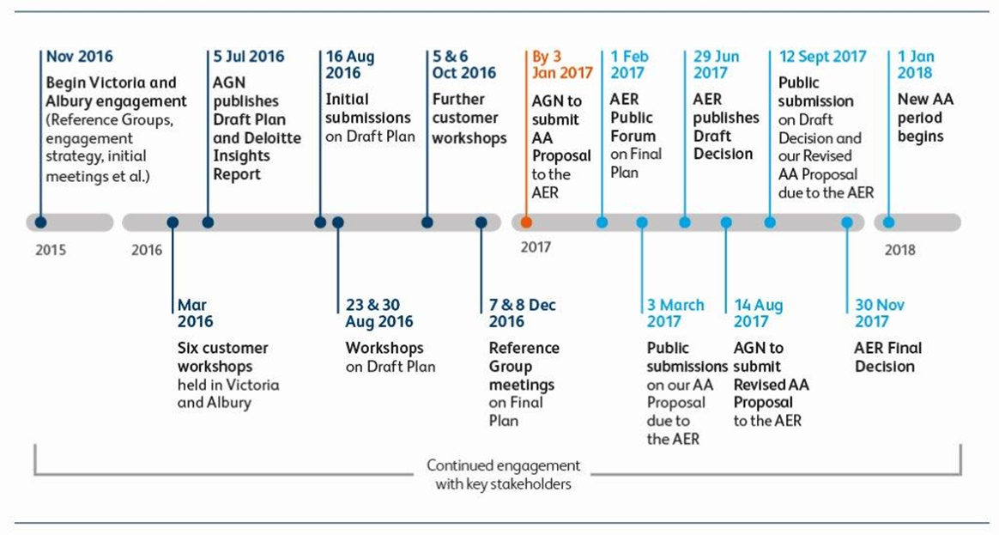 Nov 2016
Begin Victoria and
Albury engagement
(Reference Groups,
engagement
strategy, initial
meetings et al.)
5 Jul 2016
AGN
publishes
Draft Plan
and Deloitte
Insights
Report
16 Aug
2016
Initial
submissions
on Draft Plan
5 & 6
Oct 2016
Further
customer
workshops
By 3
Jan 2017
AGN to
submit
AA
Proposal
to the
AER
1 Feb
2017
AER
Public
Forum
on Final
Plan
29 Jun
2017
AER
publishes
Draft
Decision
12 Sept 2017
Public
submission
on Draft
Decision and
our Revised
AA Proposal
due to the AER
1 Jan
2018
New AA
period
begins
2015
2016
2017
2018
Mar
2016
Six customer
workshops
held in Victoria
and Albury
23 & 30
Aug 2016
Workshops
on Draft Plan
7 & 8 Dec
2016
Reference
Group
meetings
on Final
Plan
3 March
2017
Public
submissions
on our AA
Proposal
due to
the AER
14 Aug
2017
AGN to
submit
Revised AA
Proposal
to the AER
30 Nov
2017
AER Final
Decision
Continued engagement
with key stakeholders